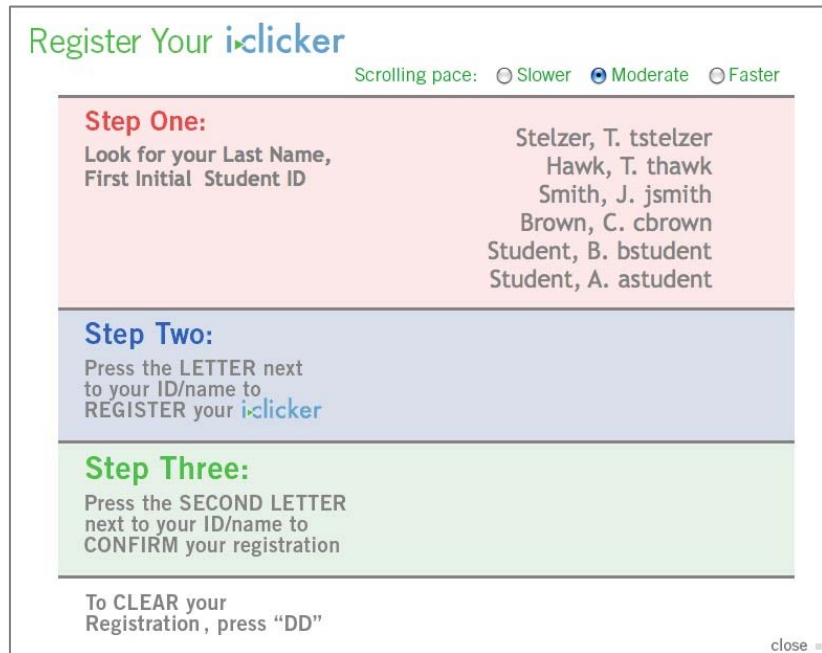 Register Your i>clicker
Scrolling pace: Slower Moderate Faster
Step One:
Look for your Last Name,
First Initial Student ID
Stelzer, T. tstelzer
Hawk, T. thawk
Smith, J. jsmith
Brown, C. cbrown
Student, B. bstudent
Student, A. astudent
Step Two:
Press the LETTER next
to your ID/name to
REGISTER your i>clicker
Step Three:
Press the SECOND LETTER
next to your ID/name to
CONFIRM your registration
To CLEAR your
Registration, press “DD”
close